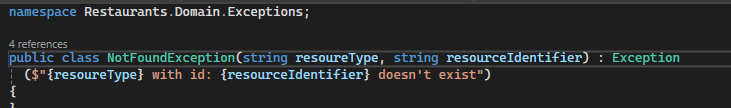 namespace Restaurants.Domain.Exceptions;
4 references
public class NotFoundException(string resoureType, string resourceIdentifier) : Exception
($"{resoureType} with id: {resourceIdentifier} doesn't exist")
{
}